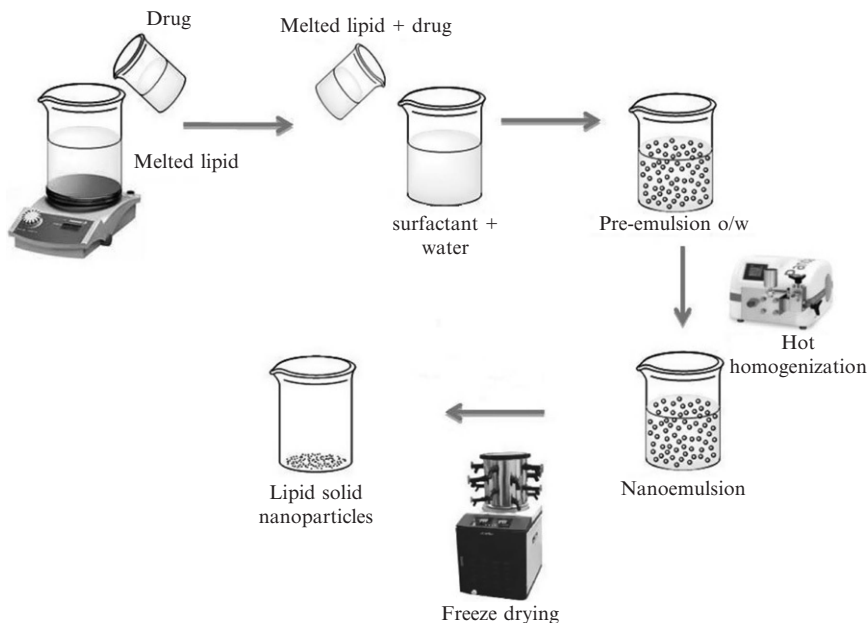 Drug
Melted lipid
Melted lipid + drug
surfactant +
water
Pre-emulsion o/w
Hot
homogenization
Nanoemulsion
Freeze drying
Lipid solid
nanoparticles